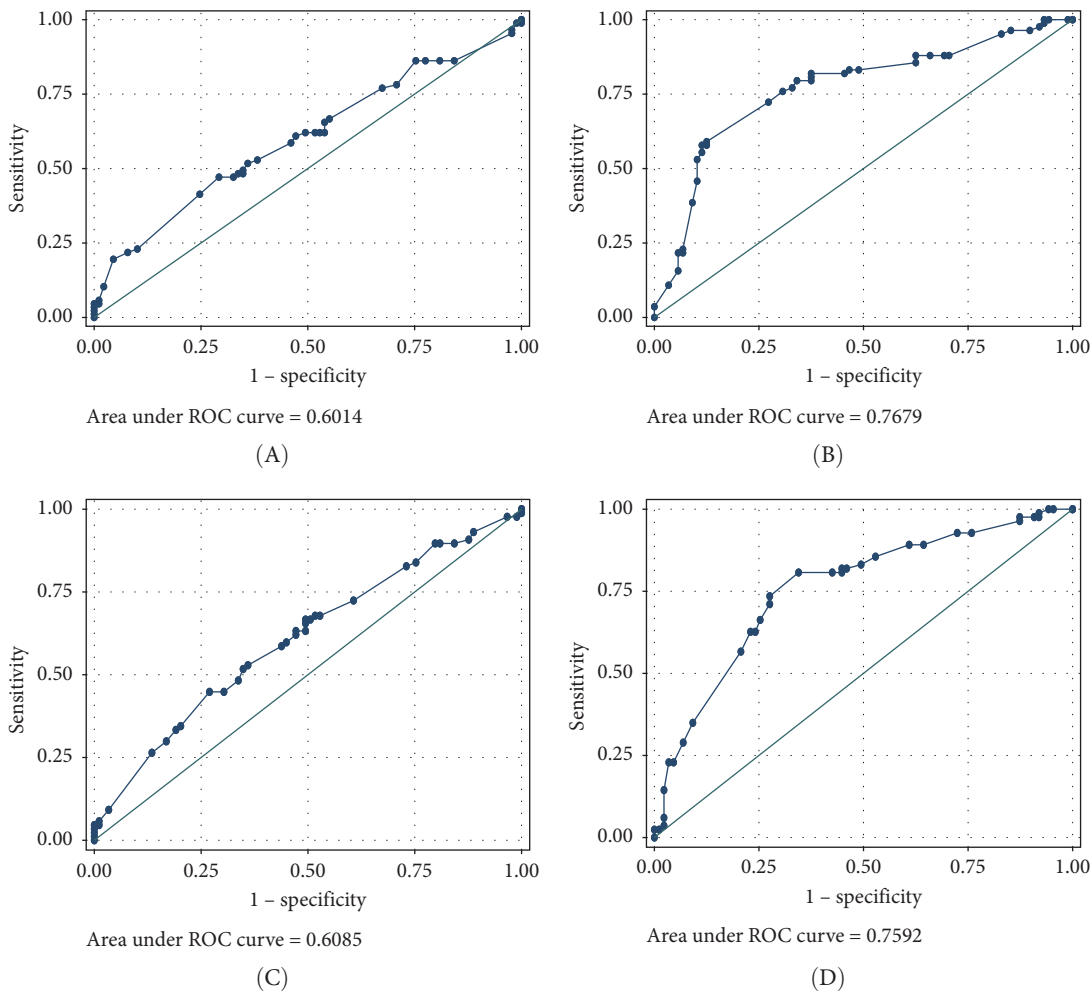 1.00
0.75
0.50
0.25
0.00
Sensitivity
0.00 0.25 0.50 0.75 1.00
1 – specificity
Area under ROC curve = 0.6014
(A)
1.00
0.75
0.50
0.25
0.00
Sensitivity
0.00 0.25 0.50 0.75 1.00
1 – specificity
Area under ROC curve = 0.7679
(B)
1.00
0.75
0.50
0.25
0.00
Sensitivity
0.00 0.25 0.50 0.75 1.00
1 – specificity
Area under ROC curve = 0.6085
(C)
1.00
0.75
0.50
0.25
0.00
Sensitivity
0.00 0.25 0.50 0.75 1.00
1 – specificity
Area under ROC curve = 0.7592
(D)